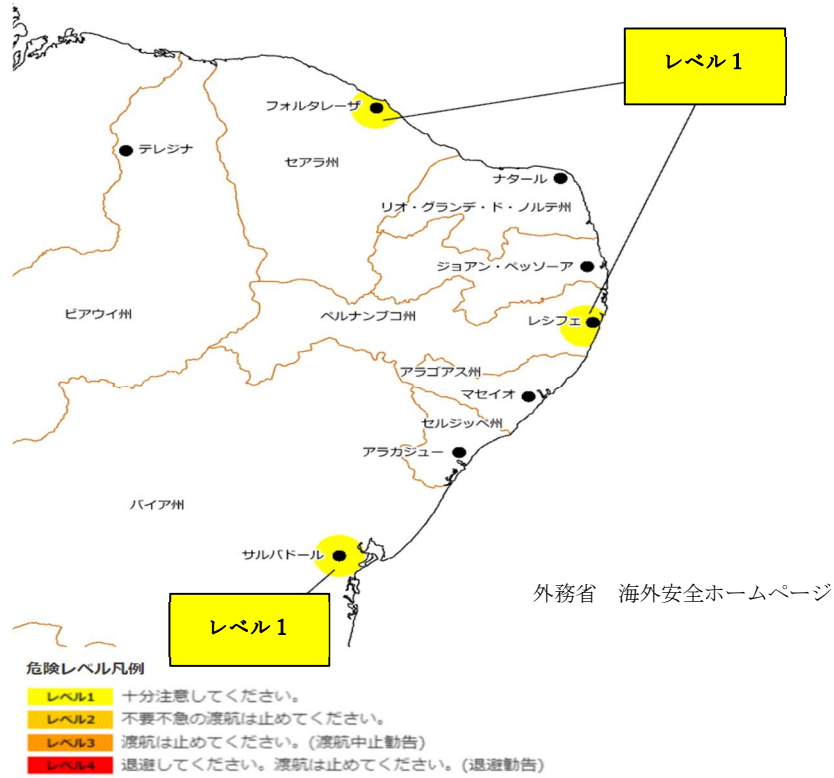 レベル１
フォルタレーザ
テレジナ
セアラ州
ナタール
リオ・グランデ・ド・ノルテ州
ジョアン・ペッソーア
ピアウイ州
ペルナンブコ州
レシフェ
アラゴアス州
マセイオ
セルジッペ州
アラカジュー
バイア州
サルバドール
外務省　海外安全ホームページ
レベル１
危険レベル凡例
レベル1 十分注意してください。
レベル2 不要不急の渡航は止めてください。
レベル3 渡航は止めてください。(渡航中止勧告)
レベル4 退避してください。渡航は止めてください。(退避勧告)